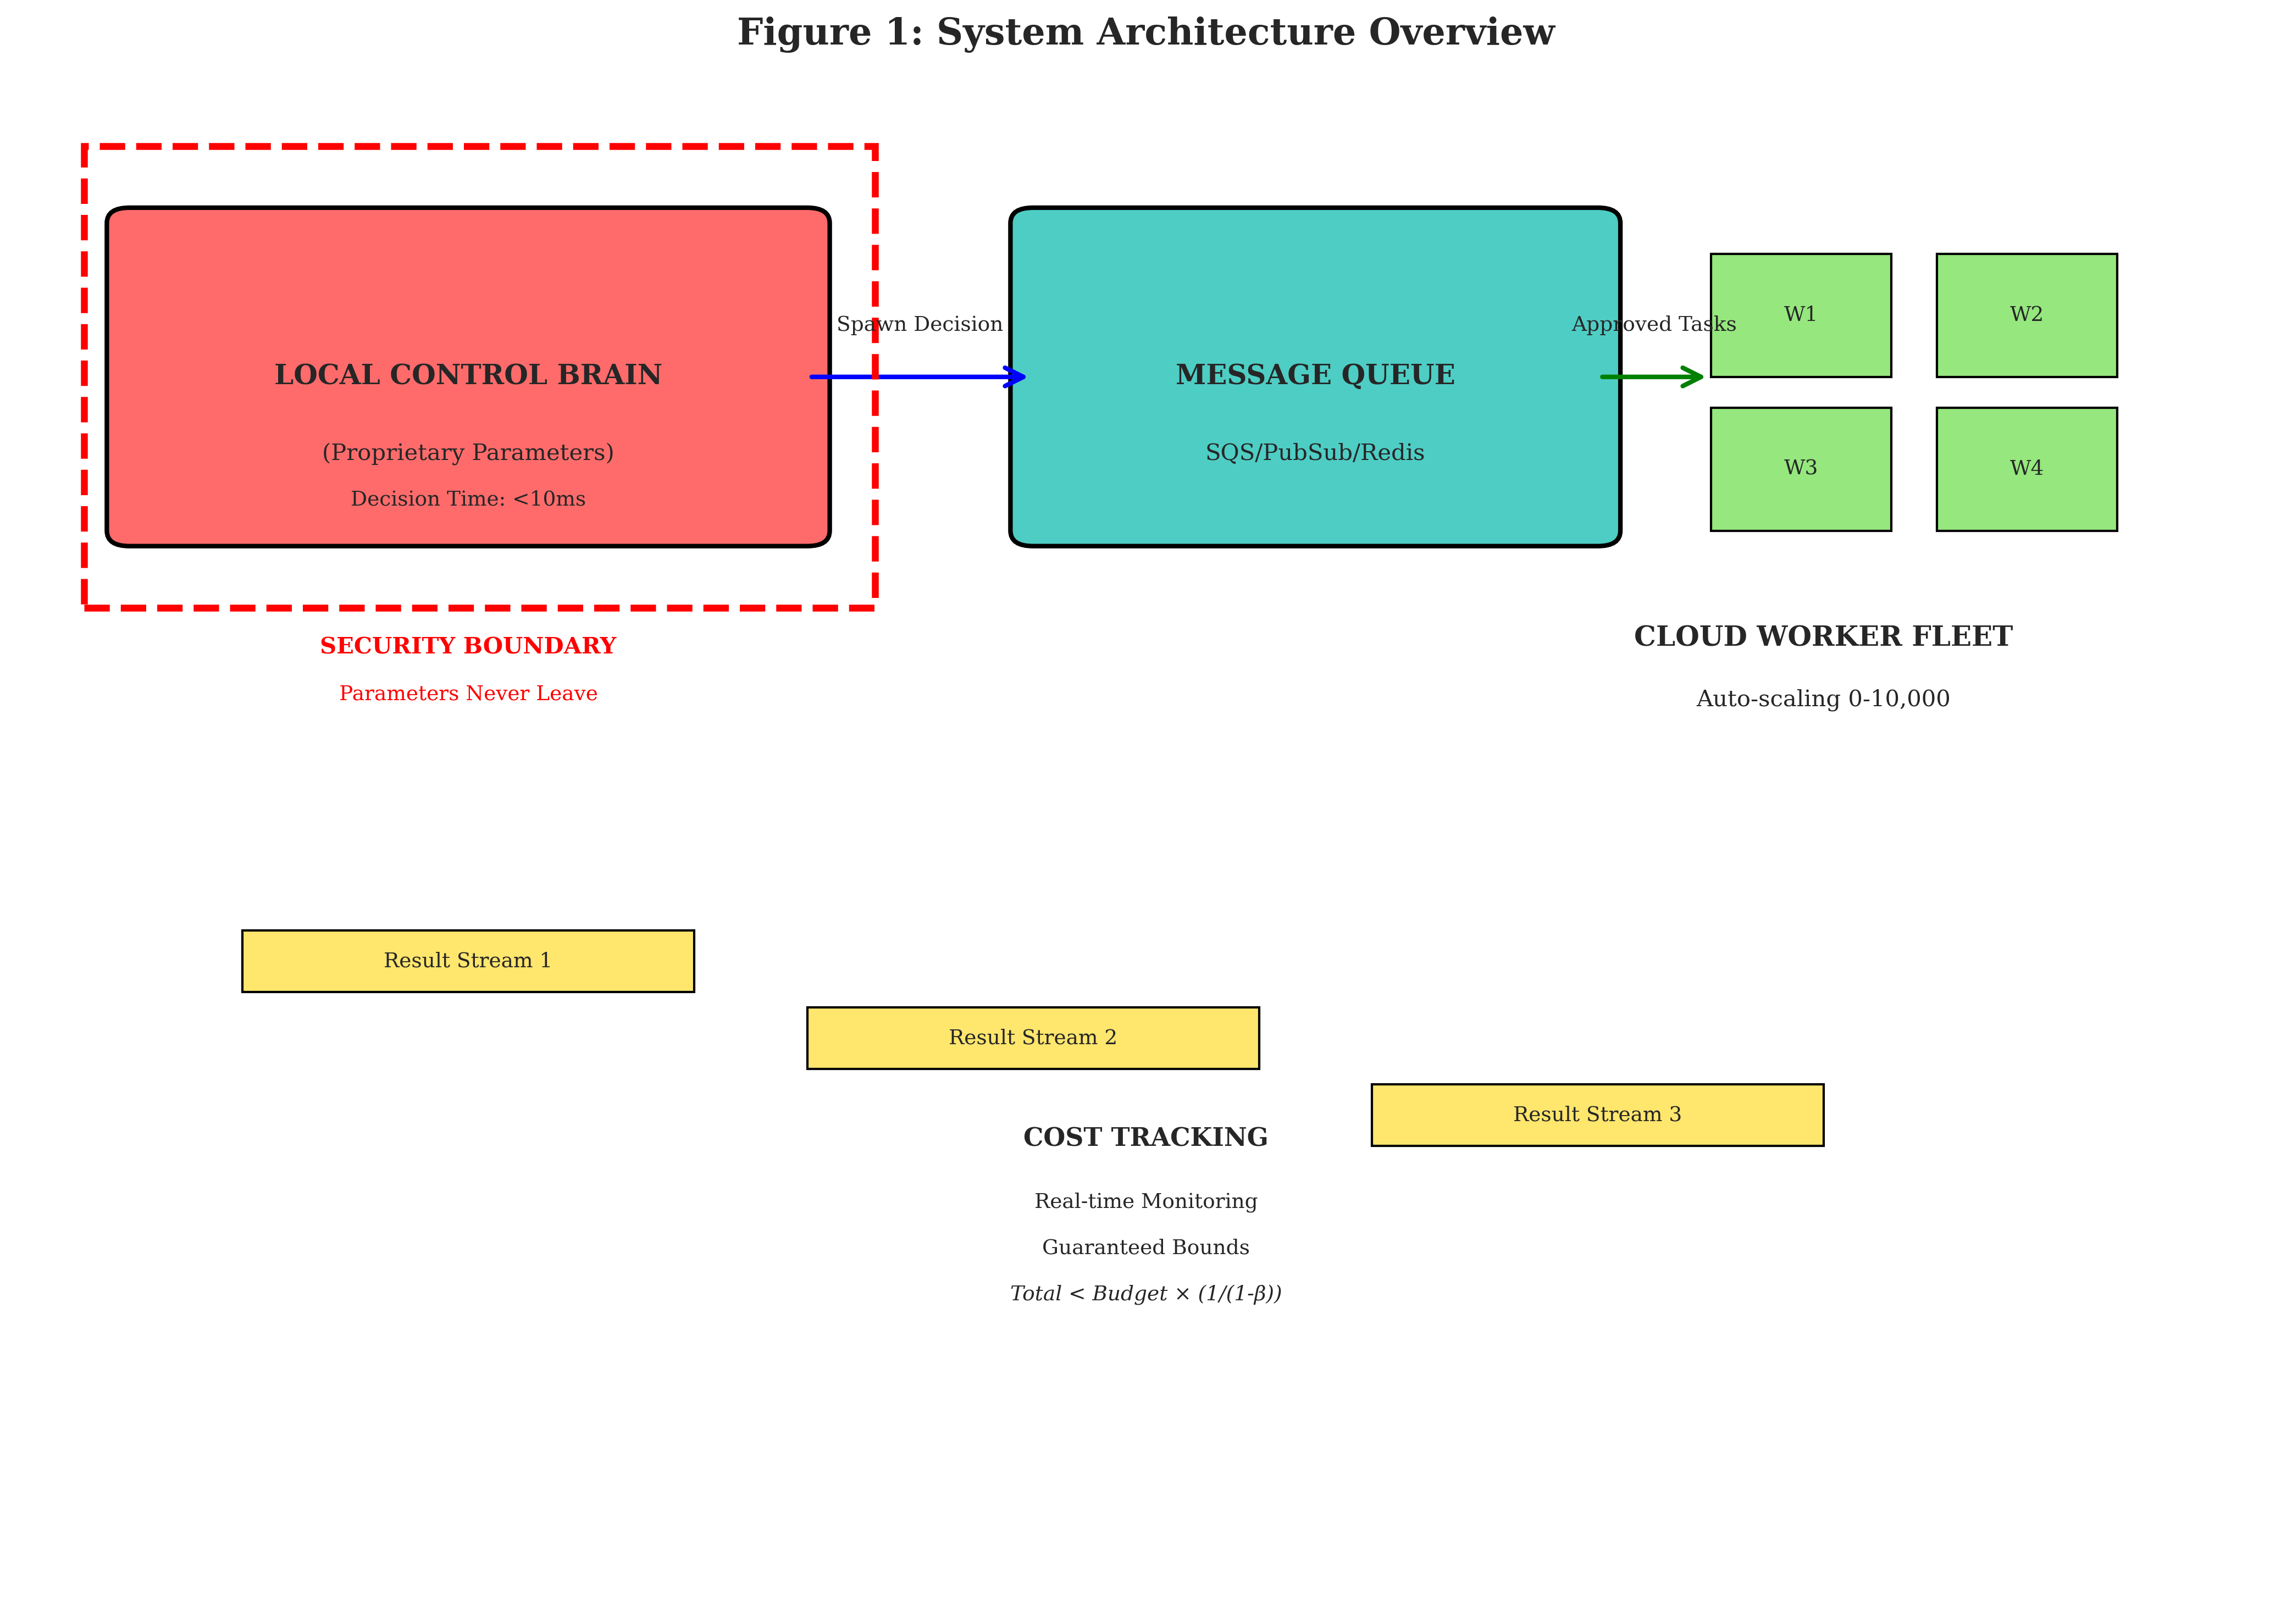 Figure 1: System Architecture Overview
Spawn Decision
Approved Tasks
W1
W2
LOCAL CONTROL BRAIN
MESSAGE QUEUE
(Proprietary Parameters)
SQS/PubSub/Redis
W3
W4
Decision Time: <10ms
SECURITY BOUNDARY
CLOUD WORKER FLEET
Parameters Never Leave
Auto-scaling 0-10,000
Result Stream 1
Result Stream 2
Result Stream 3
COST TRACKING
Real-time Monitoring
Guaranteed Bounds
Total < Budget × (1/(1-β))